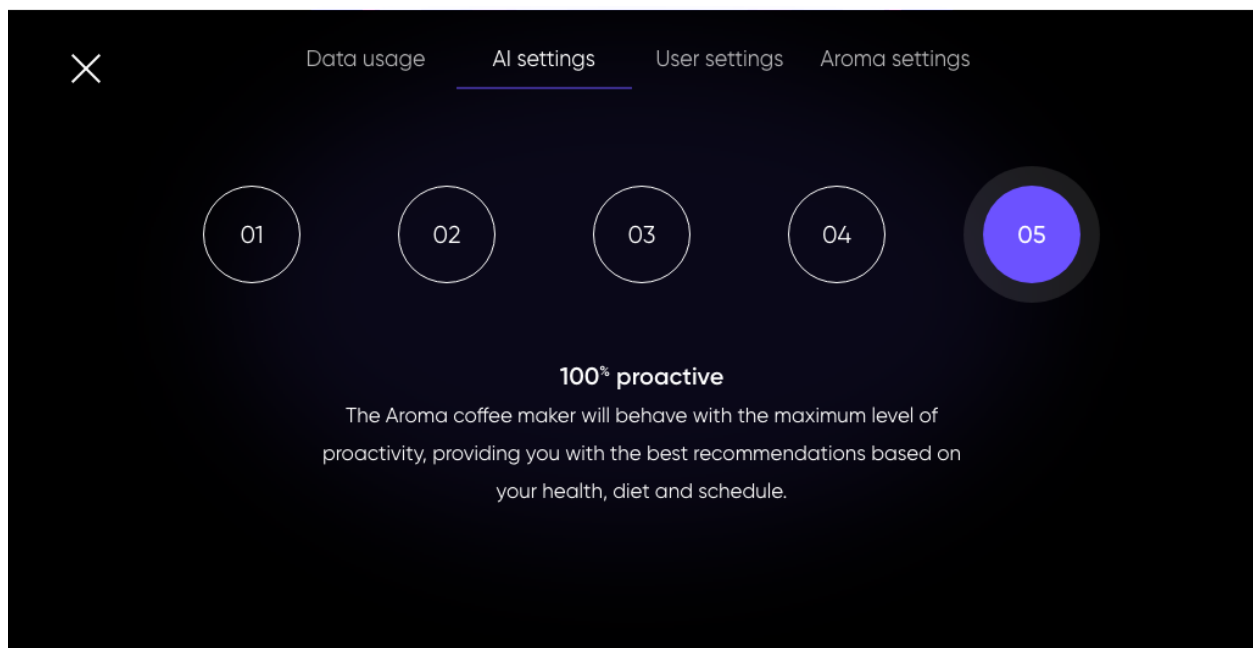 Data usage AI settings User settings Aroma settings
01 02 03 04 05
100% proactive
The Aroma coffee maker will behave with the maximum level of
proactivity, providing you with the best recommendations based on
your health, diet and schedule.